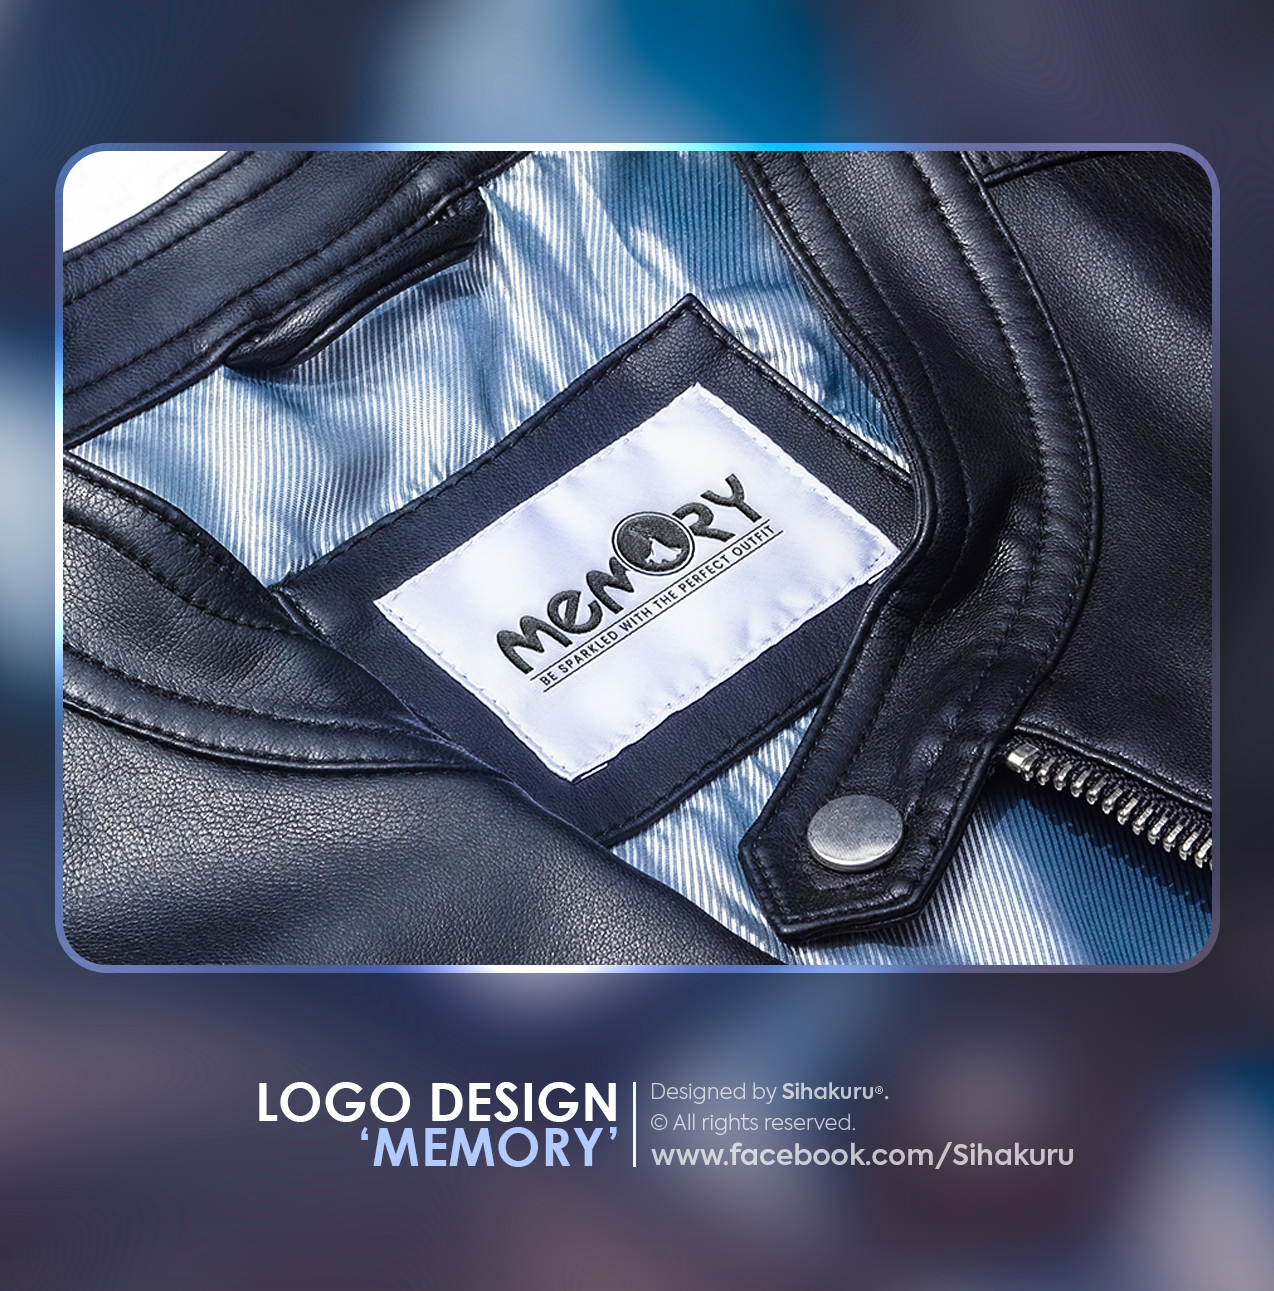 MEMORY
BE SPARKLED WITH THE PERFECT OUTFIT
LOGO DESIGN
‘MEMORY’
Designed by Sihakuru®.
© All rights reserved.
www.facebook.com/Sihakuru